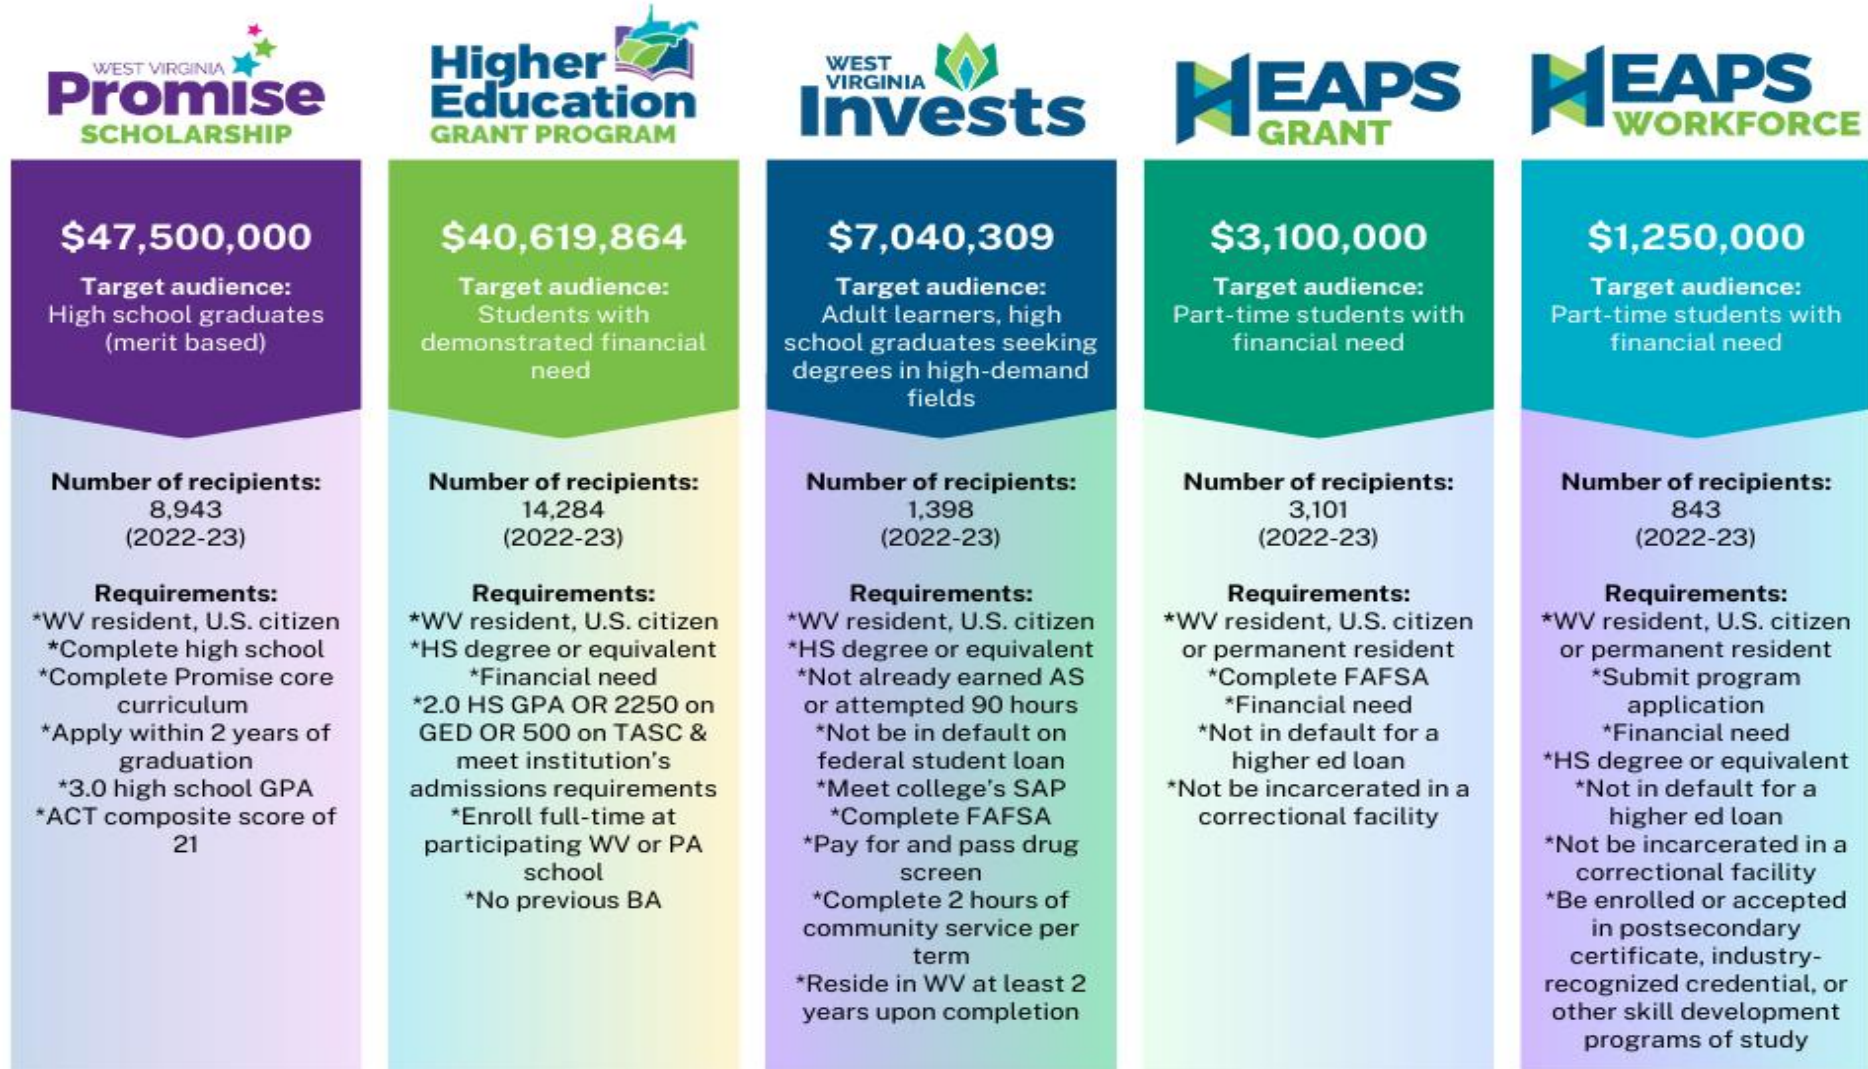 WEST VIRGINIA
Promise
SCHOLARSHIP
$47,500,000
Target audience:
High school graduates
(merit based)
Number of recipients:
8,943
(2022-23)
Requirements:
*WV resident, U.S. citizen
*Complete high school
*Complete Promise core
curriculum
*Apply within 2 years of
graduation
*3.0 high school GPA
*ACT composite score of
21
Higher
Education
GRANT PROGRAM
$40,619,864
Target audience:
Students with
demonstrated financial
need
Number of recipients:
14,284
(2022-23)
Requirements:
*WV resident, U.S. citizen
*HS degree or equivalent
*Financial need
*2.0 HS GPA OR 2250 on
GED OR 500 on TASC &
meet institution's
admissions requirements
*Enroll full-time at
participating WV or PA
school
*No previous BA
WEST
VIRGINIA
Invests
$7,040,309
Target audience:
Adult learners, high
school graduates seeking
degrees in high-demand
fields
Number of recipients:
1,398
(2022-23)
Requirements:
*WV resident, U.S. citizen
*HS degree or equivalent
*Not already earned AS
or attempted 90 hours
*Not be in default on
federal student loan
*Meet college's SAP
*Complete FAFSA
*Pay for and pass drug
screen
*Complete 2 hours of
community service per
term
*Reside in WV at least 2
years upon completion
HEAPS
GRANT
$3,100,000
Target audience:
Part-time students with
financial need
Number of recipients:
3,101
(2022-23)
Requirements:
*WV resident, U.S. citizen
or permanent resident
*Complete FAFSA
*Financial need
*Not in default for a
higher ed loan
*Not be incarcerated in a
correctional facility
HEAPS
WORKFORCE
$1,250,000
Target audience:
Part-time students with
financial need
Number of recipients:
843
(2022-23)
Requirements:
*WV resident, U.S. citizen
or permanent resident
*Submit program
application
*Financial need
*HS degree or equivalent
*Not in default for a
higher ed loan
*Not be incarcerated in a
correctional facility
*Be enrolled or accepted
in postsecondary
certificate, industry-
recognized credential, or
other skill development
programs of study